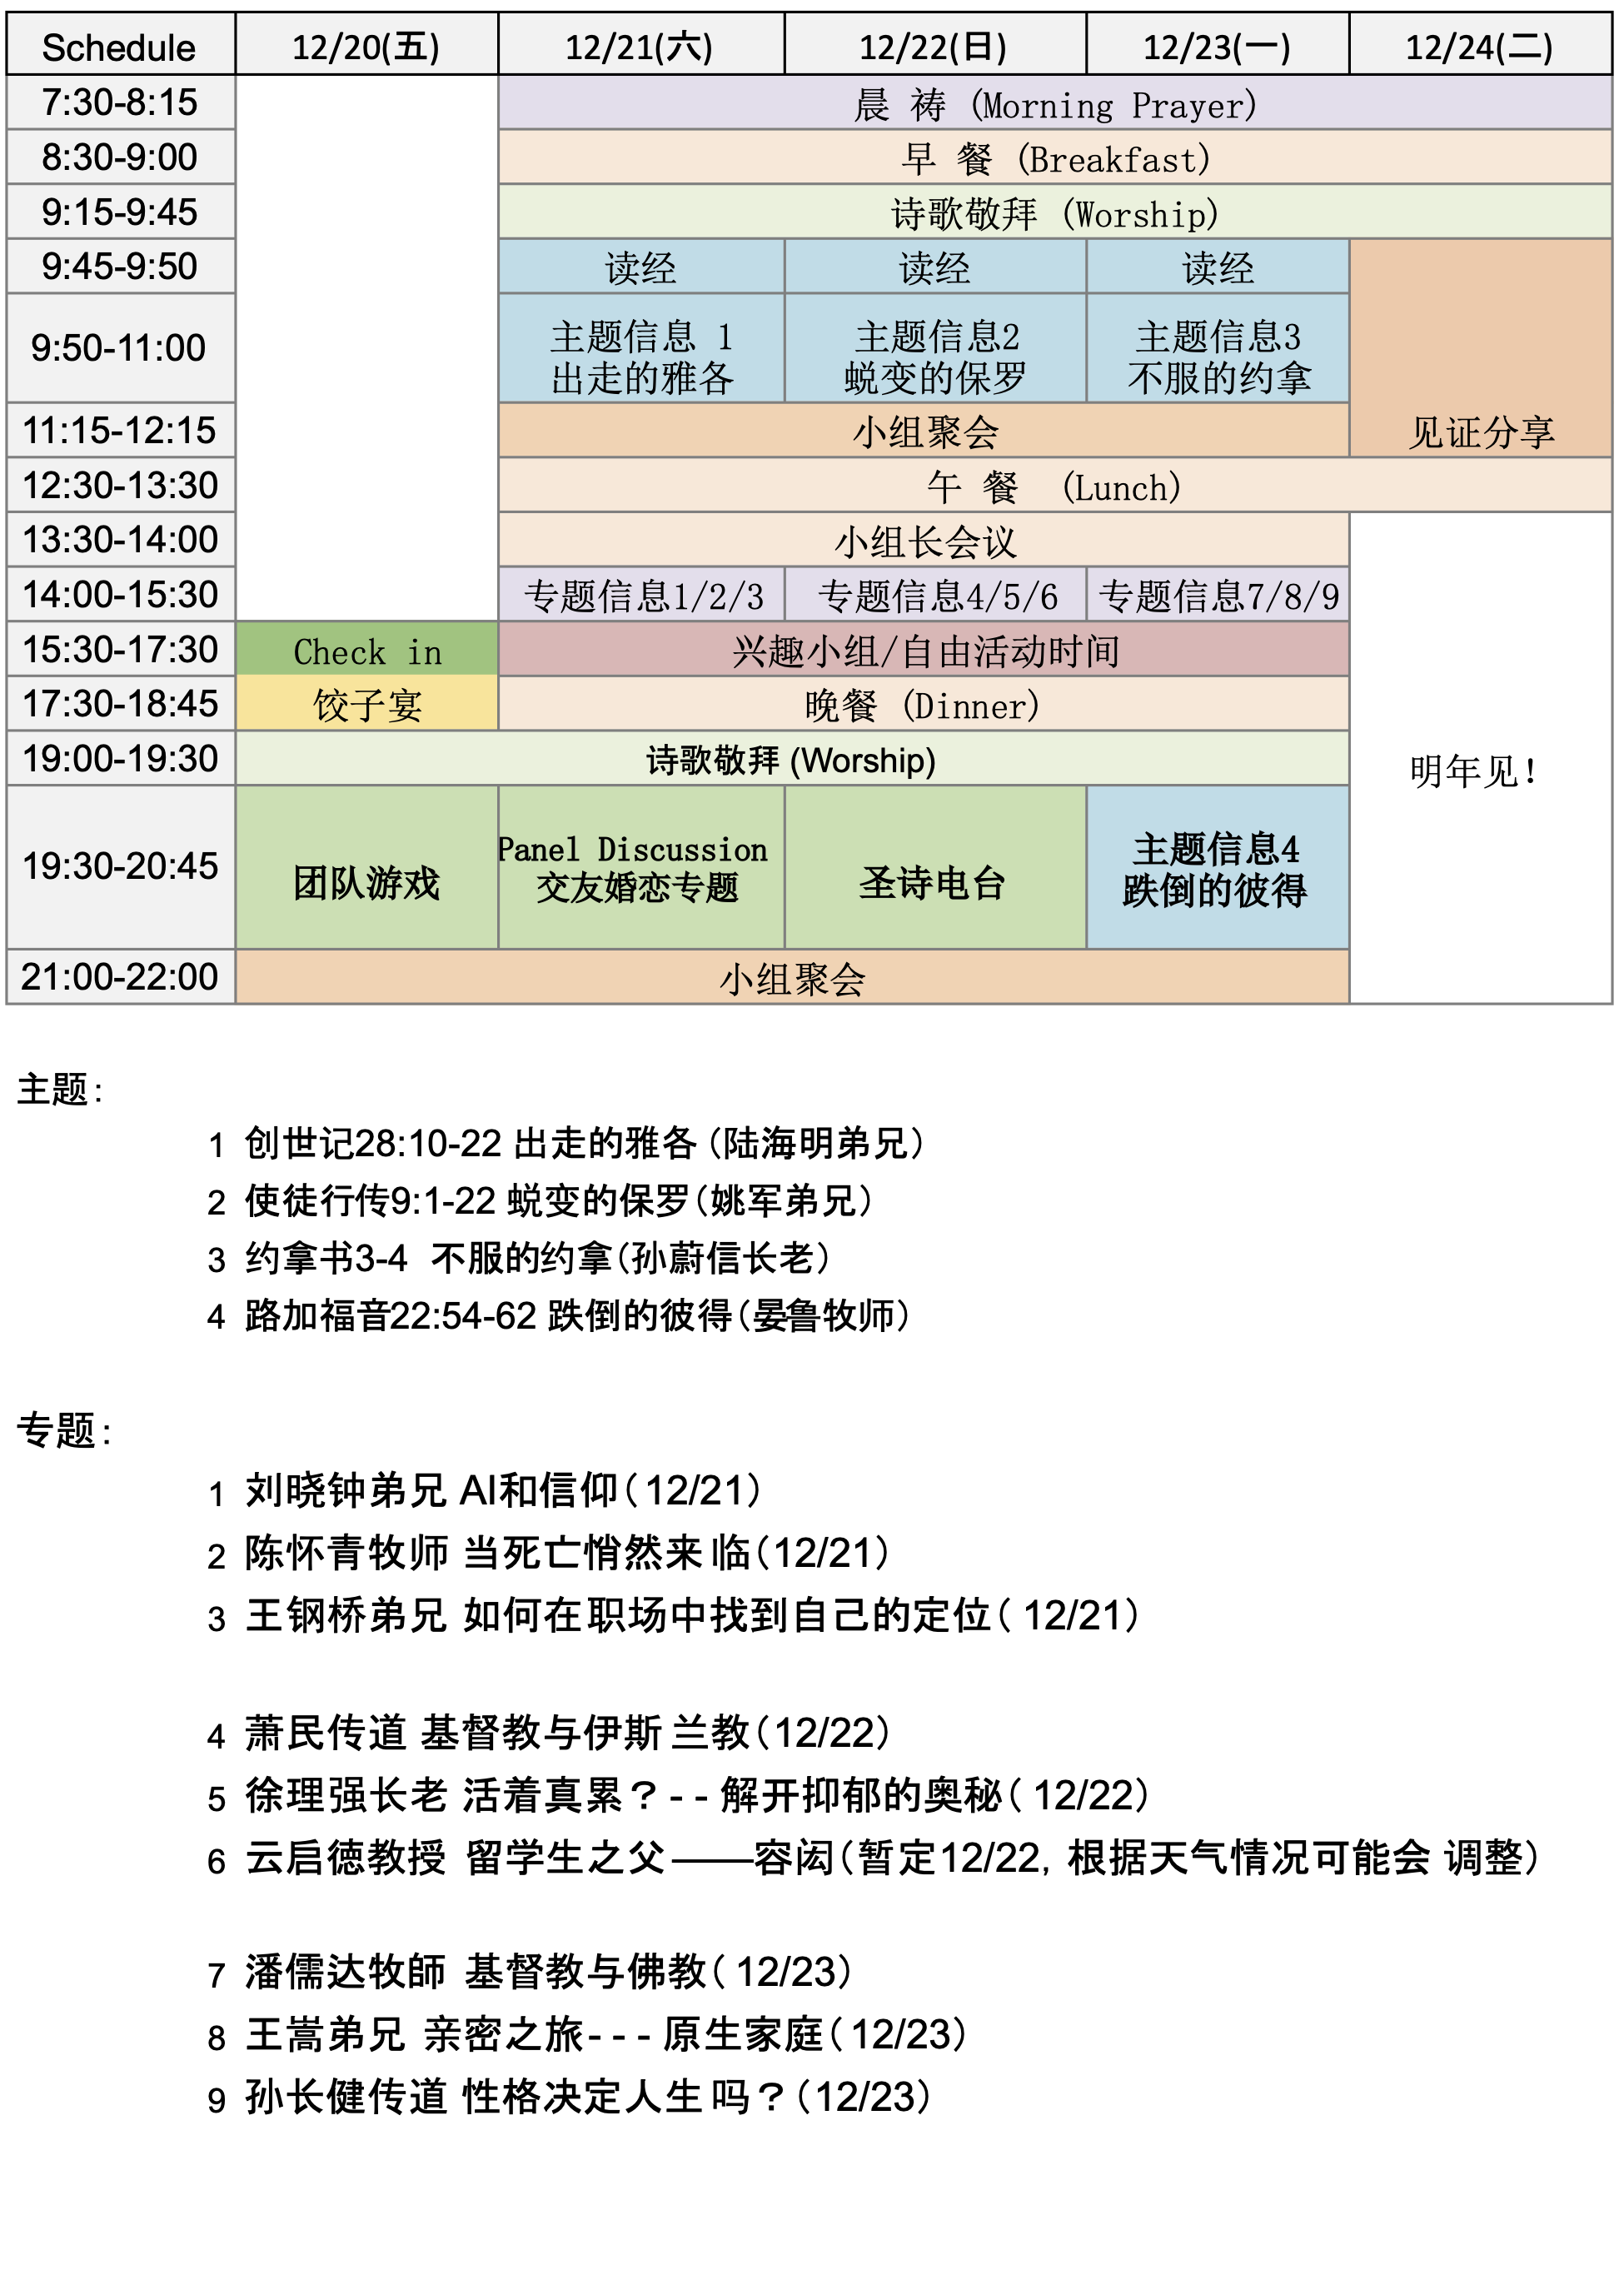 Schedule 12/20(五) 12/21(六) 12/22(日) 12/23(一) 12/24(二)
7:30-8:15 晨 祷 (Morning Prayer)
8:30-9:00 早 餐 (Breakfast)
9:15-9:45 诗歌敬拜 (Worship)
9:45-9:50 读经 读经 读经
9:50-11:00 主题信息 1 主题信息2 主题信息3
出走的雅各 蜕变的保罗 不服的约拿
11:15-12:15 小组聚会 见证分享
12:30-13:30 午 餐 (Lunch)
13:30-14:00 小组长会议
14:00-15:30 专题信息1/2/3 专题信息4/5/6 专题信息7/8/9
15:30-17:30 Check in 兴趣小组/自由活动时间
17:30-18:45 饺子宴 晚餐 (Dinner)
19:00-19:30 诗歌敬拜 (Worship) 明年见!
19:30-20:45 团队游戏 Panel Discussion 圣诗电台 主题信息4
交友婚恋专题 跌倒的彼得
21:00-22:00 小组聚会
主题:
1 创世记28:10-22 出走的雅各(陆海明弟兄)
2 使徒行传9:1-22 蜕变的保罗(姚军弟兄)
3 约拿书3-4 不服的约拿(孙蔚信长老)
4 路加福音22:54-62 跌倒的彼得(晏鲁牧师)
专题:
1 刘晓钟弟兄 AI和信仰(12/21)
2 陈怀青牧师 当死亡悄然来临(12/21)
3 王钢桥弟兄 如何在职场中找到自己的定位(12/21)
4 萧民传道 基督教与伊斯兰教(12/22)
5 徐理强长老 活着真累?--解开抑郁的奥秘(12/22)
6 云启德教授 留学生之父——容闳(暂定12/22, 根据天气情况可能会调整)
7 潘儒达牧師 基督教与佛教(12/23)
8 王嵩弟兄 亲密之旅---原生家庭(12/23)
9 孙长健传道 性格决定人生吗?(12/23)